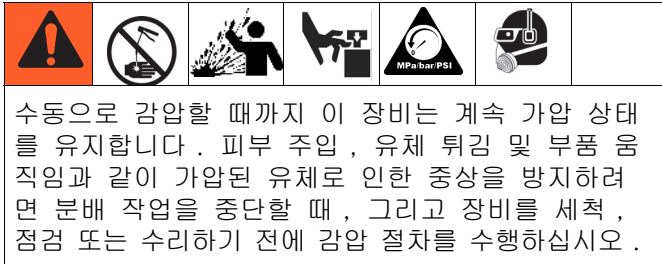 MPa/bar/PSI
수동으로 감압할 때까지 이 장비는 계속 가압 상태
를 유지합니다 . 피부 주입 , 유체 튀김 및 부품 움
직임과 같이 가압된 유체로 인한 중상을 방지하려
면 분배 작업을 중단할 때 , 그리고 장비를 세척 ,
점검 또는 수리하기 전에 감압 절차를 수행하십시오 .